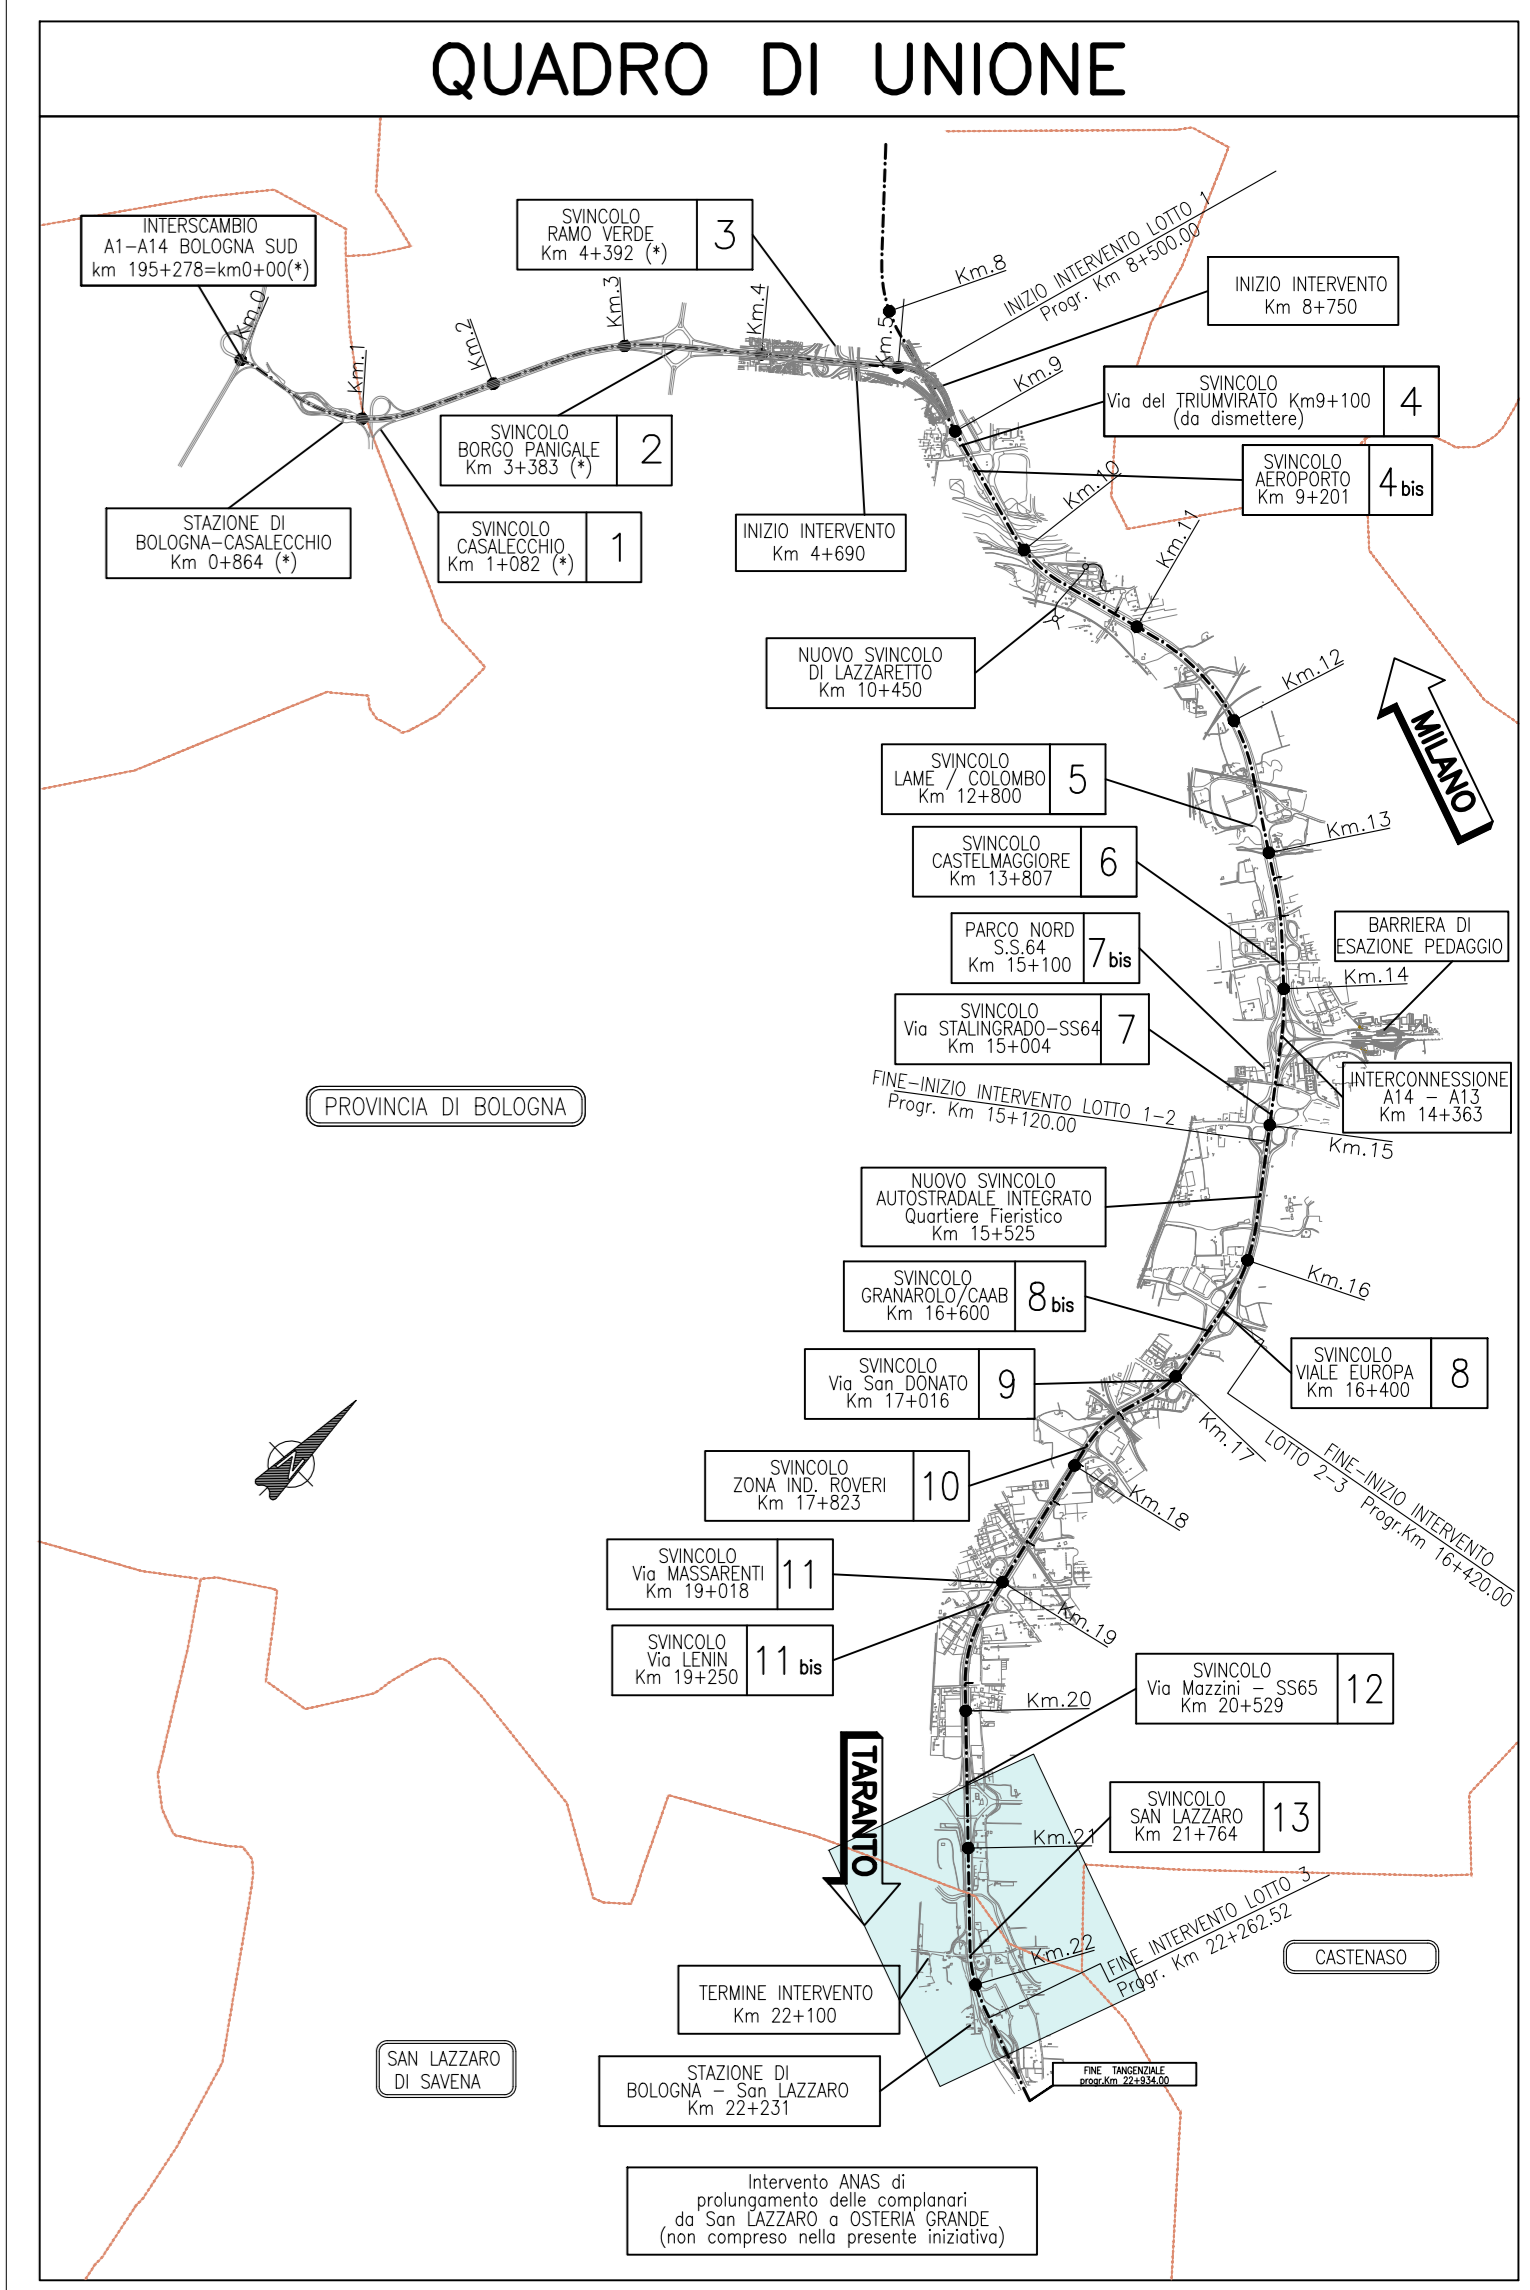 QUADRO DI UNIONE
INTERSCAMBIO
A1-A14 BOLOGNA SUD
km 195+278=km0+00(*)
SVINCOLO
RAMO VERDE
Km 4+392 (*)
3
Km.0
Km.1
Km.2
Km.3
Km.4
Km.5
Km.8
INIZIO INTERVENTO LOTTO 1
Progr. Km 8+500.00
INIZIO INTERVENTO
Km 8+750
Km.9
SVINCOLO
Via del TRIUMVIRATO Km9+100
(da dismettere)
4
SVINCOLO
BORGO PANIGALE
Km 3+383 (*)
2
SVINCOLO
AEROPORTO
Km 9+201
4 bis
STAZIONE DI
BOLOGNA-CASALECCHIO
Km 0+864 (*)
SVINCOLO
CASALECCHIO
Km 1+082 (*)
1
INIZIO INTERVENTO
Km 4+690
Km.10
Km.11
NUOVO SVINCOLO
DI LAZZARETTO
Km 10+450
Km.12
MILANO
SVINCOLO
LAME / COLOMBO
Km 12+800
5
Km.13
SVINCOLO
CASTELMAGGIORE
Km 13+807
6
PARCO NORD
S.S.64
Km 15+100
7 bis
BARRIERA DI
ESAZIONE PEDAGGIO
Km.14
SVINCOLO
Via STALINGRADO-SS64
Km 15+004
7
INTERCONNESSIONE
A14 - A13
Km 14+363
FINE-INIZIO INTERVENTO LOTTO 1-2
Progr. Km 15+120.00
Km.15
PROVINCIA DI BOLOGNA
NUOVO SVINCOLO
AUTOSTRADALE INTEGRATO
Quartiere Fieristico
Km 15+525
Km.16
SVINCOLO
GRANAROLO/CAAB
Km 16+600
8 bis
SVINCOLO
VIALE EUROPA
Km 16+400
8
SVINCOLO
Via San DONATO
Km 17+016
9
Km.17
FINE-INIZIO INTERVENTO
LOTTO 2-3 Progr.Km 16+420.00
N
SVINCOLO
ZONA IND. ROVERI
Km 17+823
10
Km.18
SVINCOLO
Via MASSARENTI
Km 19+018
11
Km.19
SVINCOLO
Via LENIN
Km 19+250
11 bis
SVINCOLO
Via Mazzini - SS65
Km 20+529
12
Km.20
TARANTO
SVINCOLO
SAN LAZZARO
Km 21+764
13
Km.21
FINE INTERVENTO LOTTO 3
Progr. Km 22+262.52
Km.22
CASTENASO
TERMINE INTERVENTO
Km 22+100
SAN LAZZARO
DI SAVENA
STAZIONE DI
BOLOGNA - San LAZZARO
Km 22+231
FINE TANGENZIALE
progr.Km 22+934.00
Intervento ANAS di
prolungamento delle complanari
da San LAZZARO a OSTERIA GRANDE
(non compreso nella presente iniziativa)